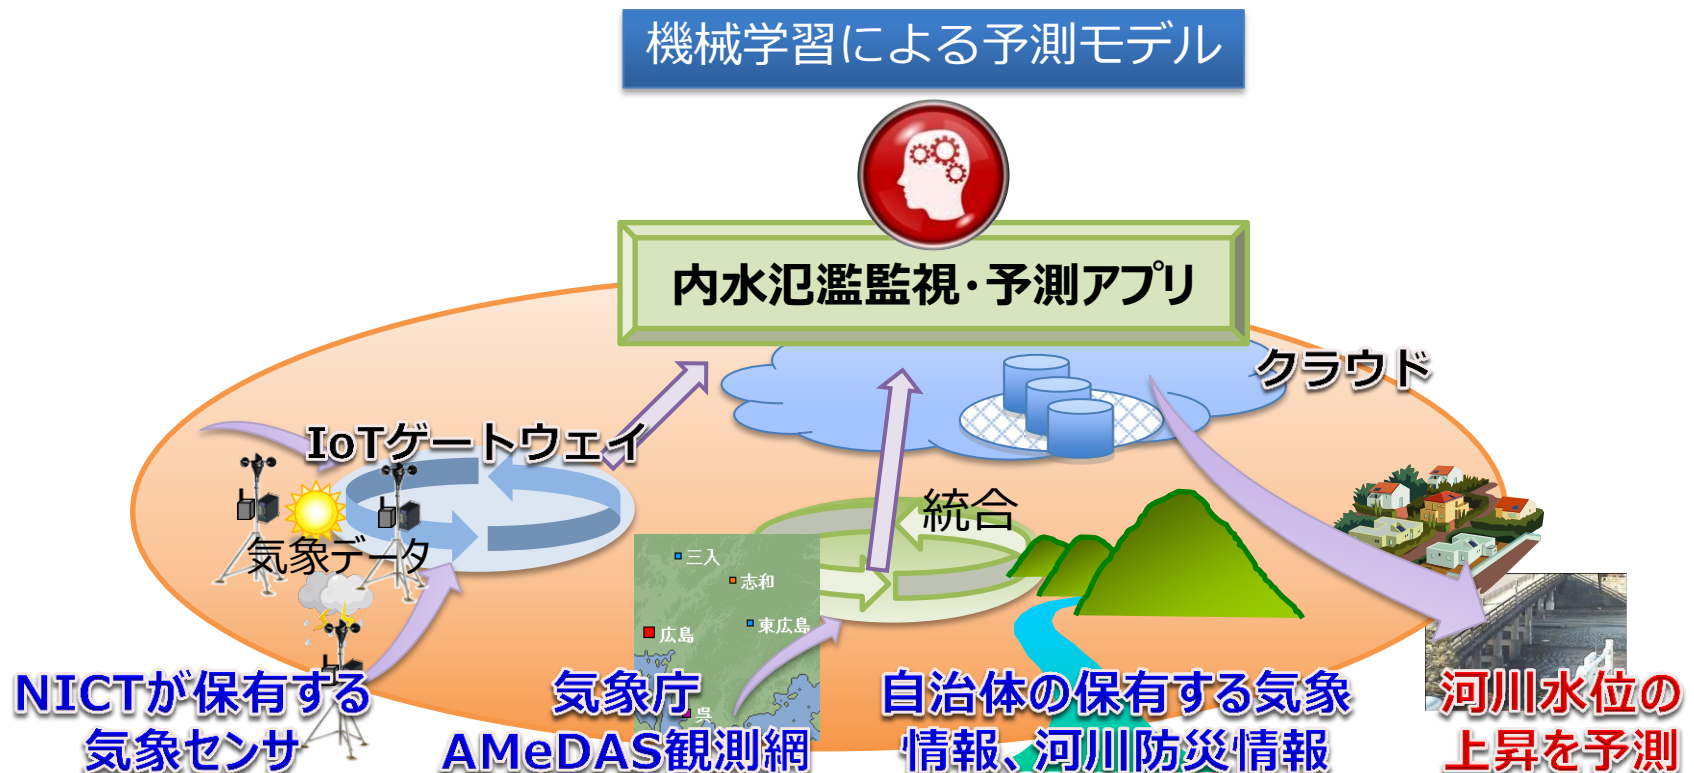 機械学習による予測モデル
内水氾濫監視・予測アプリ
クラウド
IoTゲートウェイ
統合
気象データ
三入
志和
東広島
広島
呉
NICTが保有する
気象センサ
気象庁
AMeDAS観測網
自治体の保有する気象
情報、河川防災情報
河川水位の
上昇を予測